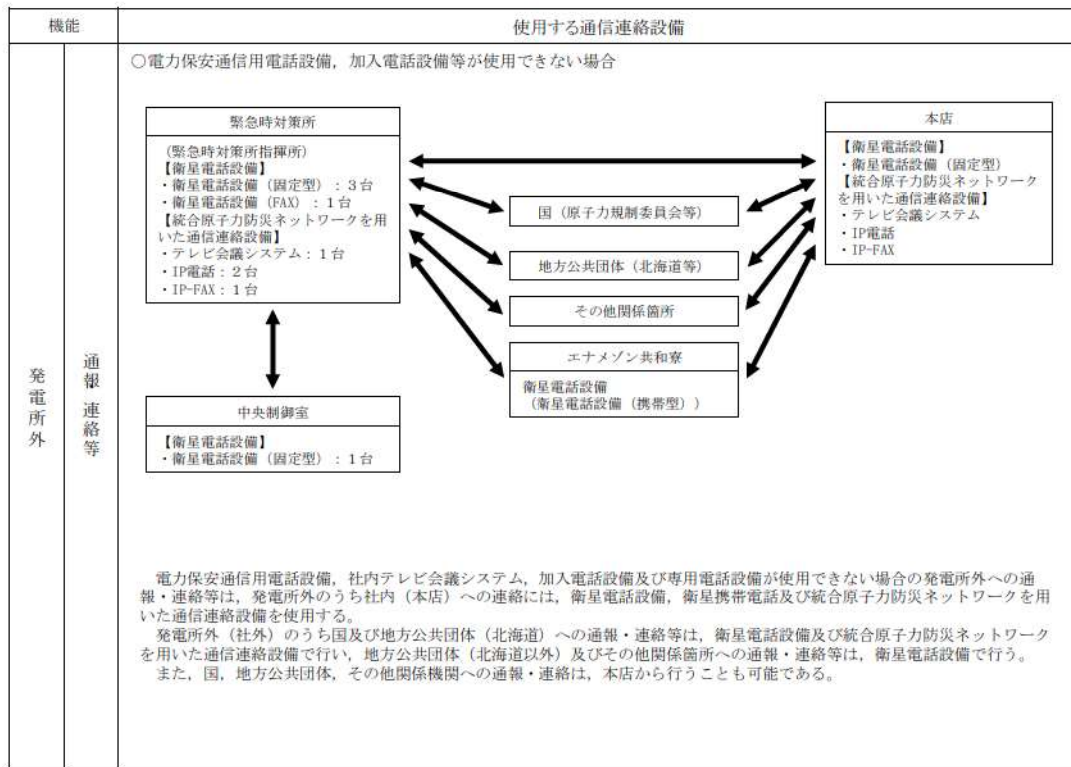 機能
使用する通信連絡設備
発電所外
通報・連絡等
○電力保安通信用電話設備,加入電話設備等が使用できない場合
緊急時対策所
(緊急時対策所指揮所)
【衛星電話設備】
・衛星電話設備(固定型):3台
・衛星電話設備(FAX):1台
【統合原子力防災ネットワークを用
いた通信連絡設備】
・テレビ会議システム:1台
・IP電話:2台
・IP-FAX:1台
中央制御室
【衛星電話設備】
・衛星電話設備(固定型):1台
国(原子力規制委員会等)
地方公共団体(北海道等)
その他関係箇所
エナメゾン共和寮
衛星電話設備
(衛星電話設備(携帯型))
本店
【衛星電話設備】
・衛星電話設備(固定型)
【統合原子力防災ネットワーク
を用いた通信連絡設備】
・テレビ会議システム
・IP電話
・IP-FAX
電力保安通信用電話設備,社内テレビ会議システム,加入電話設備及び専用電話設備が使用できない場合の発電所外への通
報・連絡等は,発電所外のうち社内(本店)への連絡には,衛星電話設備,衛星携帯電話及び統合原子力防災ネットワークを用
いた通信連絡設備を使用する。
発電所外(社外)のうち国及び地方公共団体(北海道)への通報・連絡等は,衛星電話設備及び統合原子力防災ネットワーク
を用いた通信連絡設備で行い,地方公共団体(北海道以外)及びその他関係箇所への通報・連絡等は,衛星電話設備で行う。
また,国,地方公共団体,その他関係機関への通報・連絡は,本店から行うことも可能である。